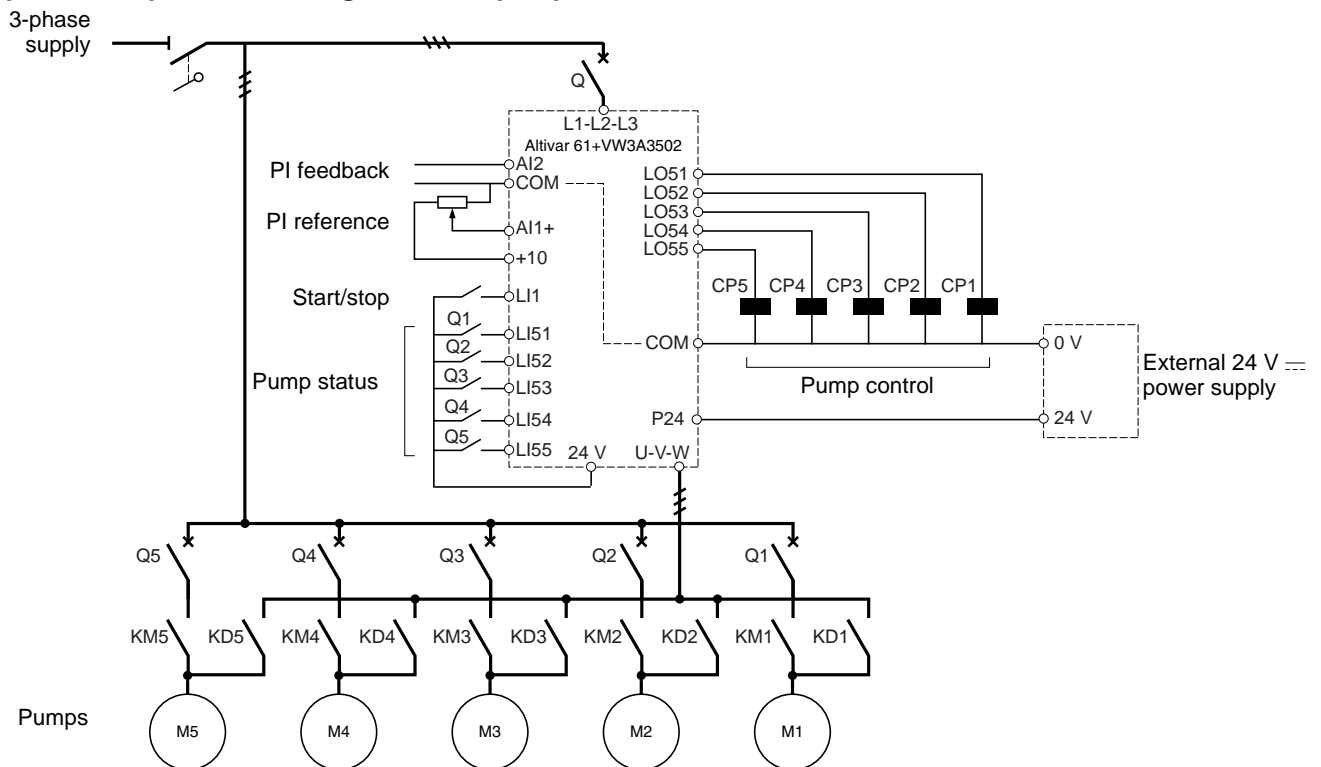 3-phase
supply
Q
L1-L2-L3
Altivar 61+VW3A3502
PI feedback
AI2
COM
PI reference
AI1+
+10
Start/stop
LI1
Pump status
Q1
LI51
Q2
LI52
Q3
LI53
Q4
LI54
Q5
LI55
24 V
U-V-W
LO51
LO52
LO53
LO54
LO55
CP5
CP4
CP3
CP2
CP1
COM
0 V
Pump control
External 24 V
power supply
P24
24 V
Q5
Q4
Q3
Q2
Q1
KM5
KD5
KM4
KD4
KM3
KD3
KM2
KD2
KM1
KD1
Pumps
M5
M4
M3
M2
M1